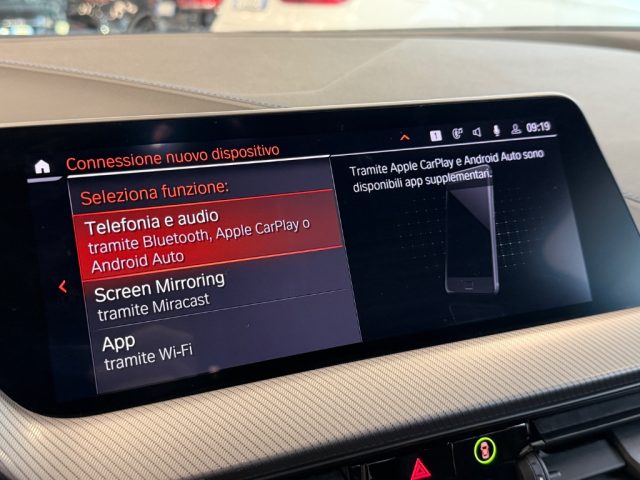 1 09:19
Connessione nuovo dispositivo
Seleziona funzione:
Telefonia e audio
tramite Bluetooth, Apple CarPlay o
Android Auto
Screen Mirroring
tramite Miracast
App
tramite Wi-Fi
Tramite Apple CarPlay e Android Auto sono
disponibili app supplementari.